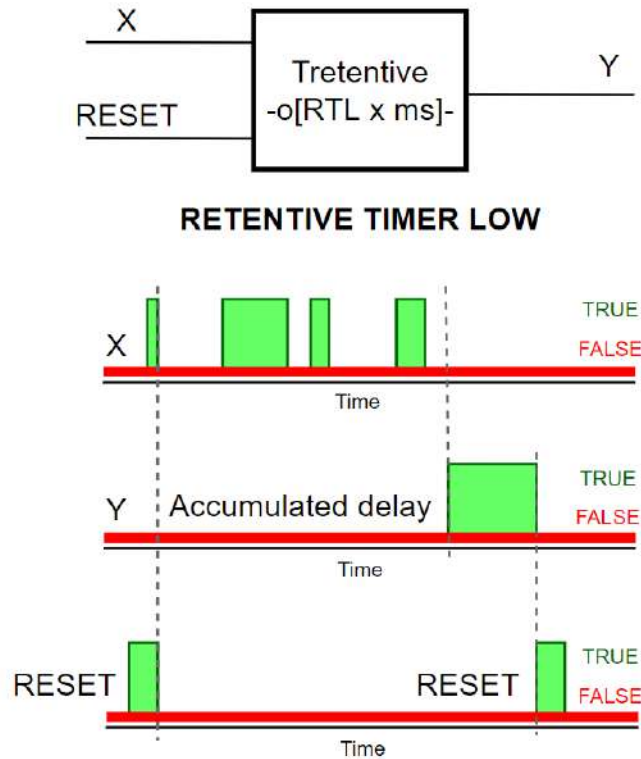 X
RESET
Tretentive
-o[RTL x ms]-
Y
RETENTIVE TIMER LOW
X
TRUE
FALSE
Time
Y
Accumulated delay
TRUE
FALSE
Time
RESET
RESET
TRUE
FALSE
Time